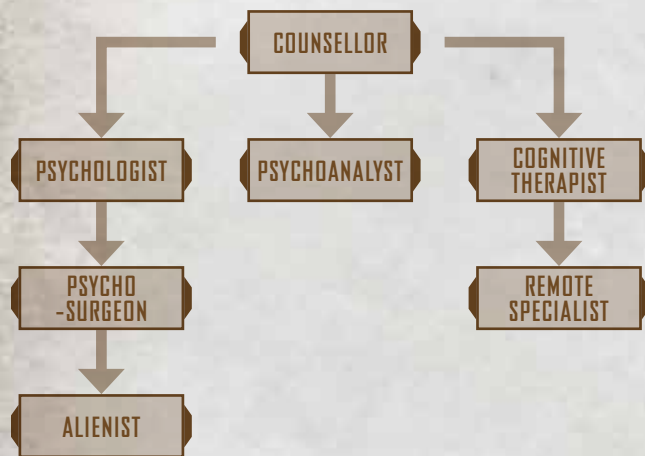 COUNSELLOR
PSYCHOLOGIST
PSYCHOANALYST
COGNITIVE
THERAPIST
PSYCHO
-SURGEON
REMOTE
SPECIALIST
ALIENIST